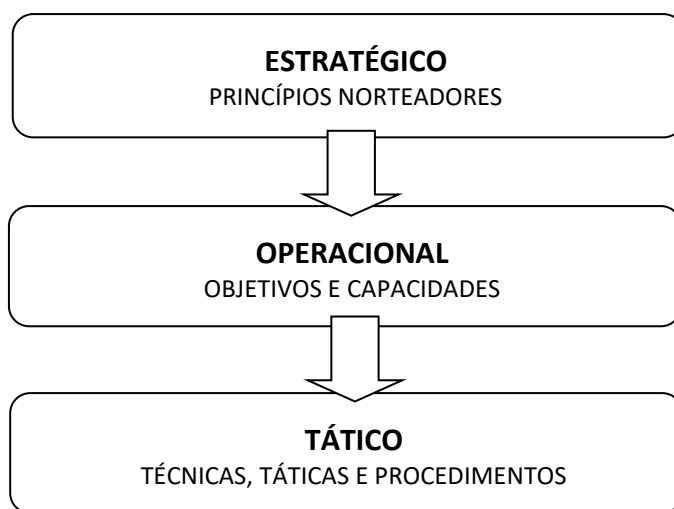 ESTRATÉGICO
PRINCÍPIOS NORTEADORES
OPERACIONAL
OBJETIVOS E CAPACIDADES
TÁTICO
TÉCNICAS, TÁTICAS E PROCEDIMENTOS